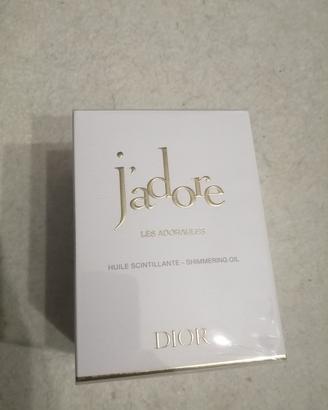 j'adore
LES ADORABLES
HUILE SCINTILLANTE - SHIMMERING OIL
DIOR